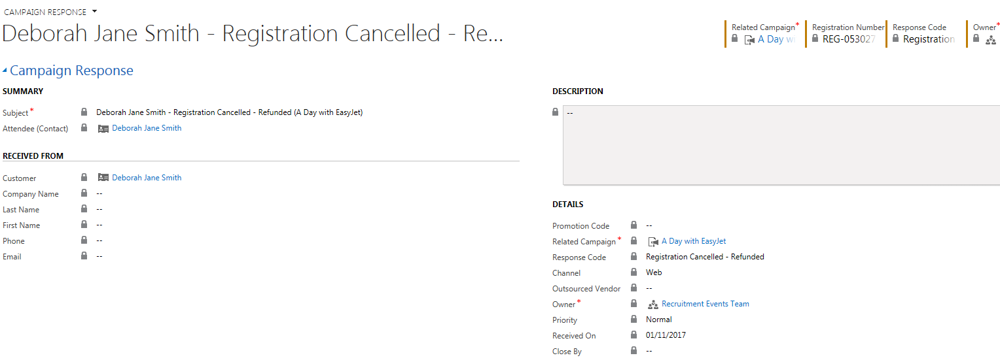 CAMPAIGN RESPONSE
Deborah Jane Smith - Registration Cancelled - Re...
Related Campaign*
A Day wi
Registration Number
REG-053027
Response Code
Registration
Owner*
Campaign Response
SUMMARY
Subject* Deborah Jane Smith - Registration Cancelled - Refunded (A Day with EasyJet)
Attendee (Contact) Deborah Jane Smith
RECEIVED FROM
Customer Deborah Jane Smith
Company Name --
Last Name --
First Name --
Phone --
Email --
DESCRIPTION
--
DETAILS
Promotion Code --
Related Campaign* A Day with EasyJet
Response Code Registration Cancelled - Refunded
Channel Web
Outsourced Vendor --
Owner* Recruitment Events Team
Priority Normal
Received On 01/11/2017
Close By --